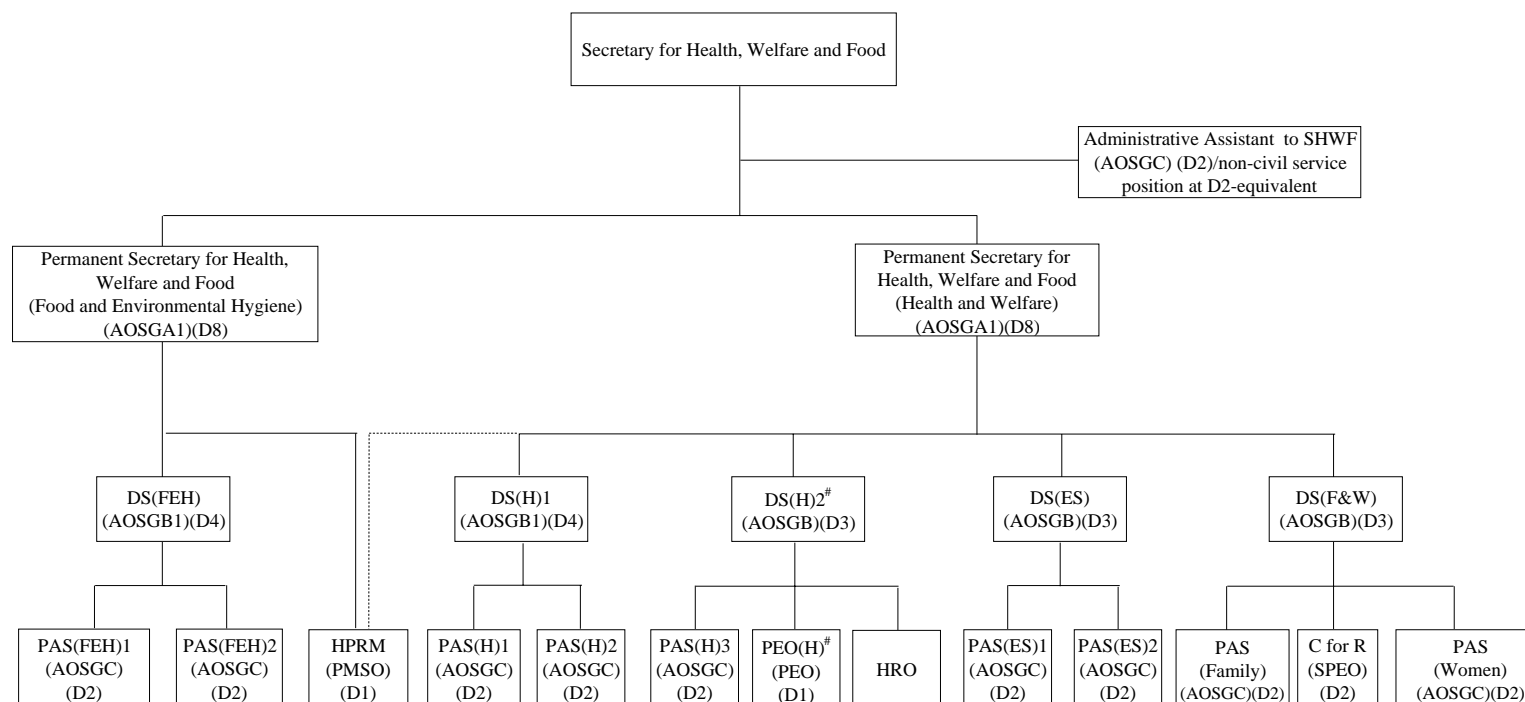 Secretary for Health, Welfare and Food
Administrative Assistant to SHWF
(AOSGC) (D2)/non-civil service
position at D2-equivalent
Permanent Secretary for Health,
Welfare and Food
(Food and Environmental Hygiene)
(AOSGA1)(D8)
Permanent Secretary for
Health, Welfare and Food
(Health and Welfare)
(AOSGA1)(D8)
DS(FEH)
(AOSGB1)(D4)
DS(H)1
(AOSGB1)(D4)
DS(H)2#
(AOSGB)(D3)
DS(ES)
(AOSGB)(D3)
DS(F&W)
(AOSGB)(D3)
PAS(FEH)1
(AOSGC)
(D2)
PAS(FEH)2
(AOSGC)
(D2)
HPRM
(PMSO)
(D1)
PAS(H)1
(AOSGC)
(D2)
PAS(H)2
(AOSGC)
(D2)
PAS(H)3
(AOSGC)
(D2)
PEO(H)#
(PEO)
(D1)
HRO
PAS(ES)1
(AOSGC)
(D2)
PAS(ES)2
(AOSGC)
(D2)
PAS
(Family)
(AOSGC)(D2)
C for R
(SPEO)
(D2)
PAS
(Women)
(AOSGC)(D2)